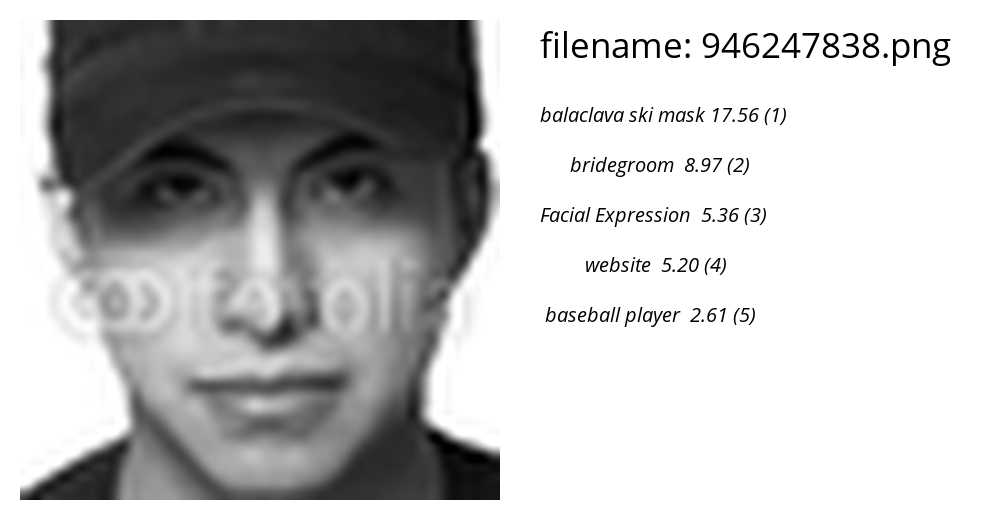 filename: 946247838.png
balaclava ski mask 17.56 (1)
bridegroom 8.97 (2)
Facial Expression 5.36 (3)
website 5.20 (4)
baseball player 2.61 (5)